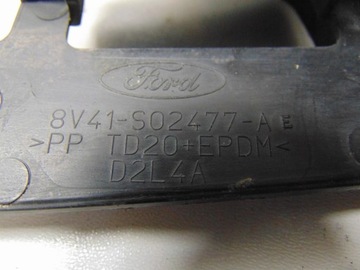 Ford
8V41-S02477-A
>PP TD20+EPDM<
D2L4A